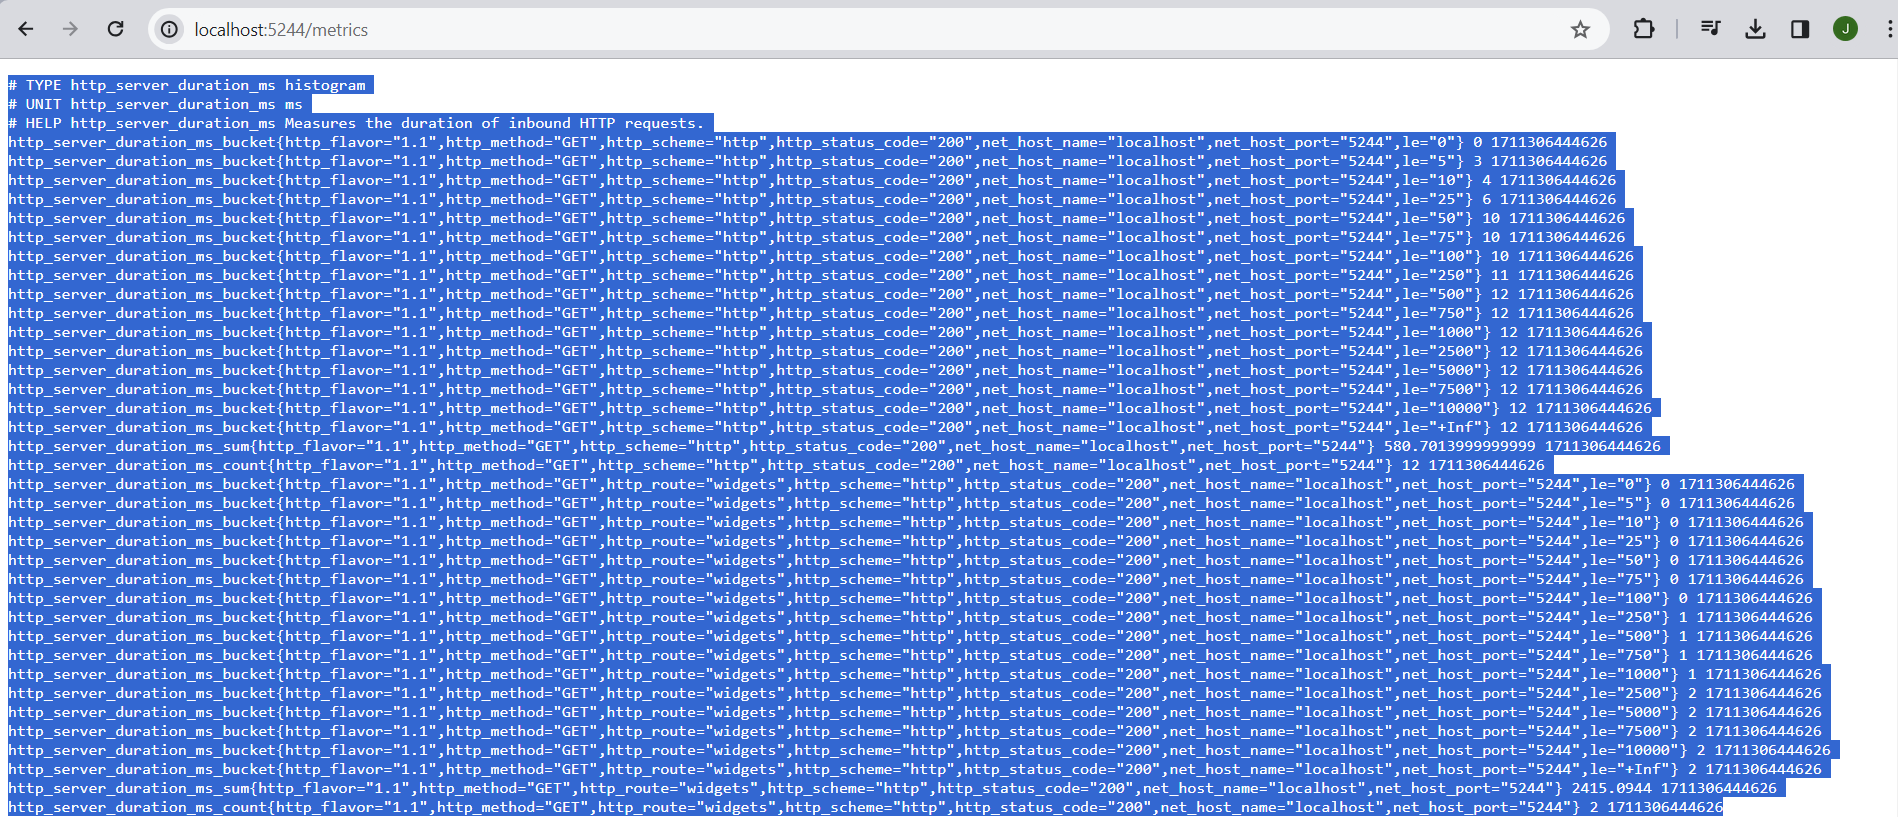 localhost:5244/metrics
J
# TYPE http_server_duration_ms histogram
# UNIT http_server_duration_ms ms
# HELP http_server_duration_ms Measures the duration of inbound HTTP requests.
http_server_duration_ms_bucket{http_flavor="1.1",http_method="GET",http_scheme="http",http_status_code="200",net_host_name="localhost",net_host_port="5244",le="0"} 0 1711306444626
http_server_duration_ms_bucket{http_flavor="1.1",http_method="GET",http_scheme="http",http_status_code="200",net_host_name="localhost",net_host_port="5244",le="5"} 3 1711306444626
http_server_duration_ms_bucket{http_flavor="1.1",http_method="GET",http_scheme="http",http_status_code="200",net_host_name="localhost",net_host_port="5244",le="10"} 4 1711306444626
http_server_duration_ms_bucket{http_flavor="1.1",http_method="GET",http_scheme="http",http_status_code="200",net_host_name="localhost",net_host_port="5244",le="25"} 6 1711306444626
http_server_duration_ms_bucket{http_flavor="1.1",http_method="GET",http_scheme="http",http_status_code="200",net_host_name="localhost",net_host_port="5244",le="50"} 10 1711306444626
http_server_duration_ms_bucket{http_flavor="1.1",http_method="GET",http_scheme="http",http_status_code="200",net_host_name="localhost",net_host_port="5244",le="75"} 10 1711306444626
http_server_duration_ms_bucket{http_flavor="1.1",http_method="GET",http_scheme="http",http_status_code="200",net_host_name="localhost",net_host_port="5244",le="100"} 10 1711306444626
http_server_duration_ms_bucket{http_flavor="1.1",http_method="GET",http_scheme="http",http_status_code="200",net_host_name="localhost",net_host_port="5244",le="250"} 11 1711306444626
http_server_duration_ms_bucket{http_flavor="1.1",http_method="GET",http_scheme="http",http_status_code="200",net_host_name="localhost",net_host_port="5244",le="500"} 12 1711306444626
http_server_duration_ms_bucket{http_flavor="1.1",http_method="GET",http_scheme="http",http_status_code="200",net_host_name="localhost",net_host_port="5244",le="750"} 12 1711306444626
http_server_duration_ms_bucket{http_flavor="1.1",http_method="GET",http_scheme="http",http_status_code="200",net_host_name="localhost",net_host_port="5244",le="1000"} 12 1711306444626
http_server_duration_ms_bucket{http_flavor="1.1",http_method="GET",http_scheme="http",http_status_code="200",net_host_name="localhost",net_host_port="5244",le="2500"} 12 1711306444626
http_server_duration_ms_bucket{http_flavor="1.1",http_method="GET",http_scheme="http",http_status_code="200",net_host_name="localhost",net_host_port="5244",le="5000"} 12 1711306444626
http_server_duration_ms_bucket{http_flavor="1.1",http_method="GET",http_scheme="http",http_status_code="200",net_host_name="localhost",net_host_port="5244",le="7500"} 12 1711306444626
http_server_duration_ms_bucket{http_flavor="1.1",http_method="GET",http_scheme="http",http_status_code="200",net_host_name="localhost",net_host_port="5244",le="10000"} 12 1711306444626
http_server_duration_ms_bucket{http_flavor="1.1",http_method="GET",http_scheme="http",http_status_code="200",net_host_name="localhost",net_host_port="5244",le="+Inf"} 12 1711306444626
http_server_duration_ms_sum{http_flavor="1.1",http_method="GET",http_scheme="http",http_status_code="200",net_host_name="localhost",net_host_port="5244"} 580.7013999999999 1711306444626
http_server_duration_ms_count{http_flavor="1.1",http_method="GET",http_scheme="http",http_status_code="200",net_host_name="localhost",net_host_port="5244"} 12 1711306444626
http_server_duration_ms_bucket{http_flavor="1.1",http_method="GET",http_route="widgets",http_scheme="http",http_status_code="200",net_host_name="localhost",net_host_port="5244",le="0"} 0 1711306444626
http_server_duration_ms_bucket{http_flavor="1.1",http_method="GET",http_route="widgets",http_scheme="http",http_status_code="200",net_host_name="localhost",net_host_port="5244",le="5"} 0 1711306444626
http_server_duration_ms_bucket{http_flavor="1.1",http_method="GET",http_route="widgets",http_scheme="http",http_status_code="200",net_host_name="localhost",net_host_port="5244",le="10"} 0 1711306444626
http_server_duration_ms_bucket{http_flavor="1.1",http_method="GET",http_route="widgets",http_scheme="http",http_status_code="200",net_host_name="localhost",net_host_port="5244",le="25"} 0 1711306444626
http_server_duration_ms_bucket{http_flavor="1.1",http_method="GET",http_route="widgets",http_scheme="http",http_status_code="200",net_host_name="localhost",net_host_port="5244",le="50"} 0 1711306444626
http_server_duration_ms_bucket{http_flavor="1.1",http_method="GET",http_route="widgets",http_scheme="http",http_status_code="200",net_host_name="localhost",net_host_port="5244",le="75"} 0 1711306444626
http_server_duration_ms_bucket{http_flavor="1.1",http_method="GET",http_route="widgets",http_scheme="http",http_status_code="200",net_host_name="localhost",net_host_port="5244",le="100"} 0 1711306444626
http_server_duration_ms_bucket{http_flavor="1.1",http_method="GET",http_route="widgets",http_scheme="http",http_status_code="200",net_host_name="localhost",net_host_port="5244",le="250"} 1 1711306444626
http_server_duration_ms_bucket{http_flavor="1.1",http_method="GET",http_route="widgets",http_scheme="http",http_status_code="200",net_host_name="localhost",net_host_port="5244",le="500"} 1 1711306444626
http_server_duration_ms_bucket{http_flavor="1.1",http_method="GET",http_route="widgets",http_scheme="http",http_status_code="200",net_host_name="localhost",net_host_port="5244",le="750"} 1 1711306444626
http_server_duration_ms_bucket{http_flavor="1.1",http_method="GET",http_route="widgets",http_scheme="http",http_status_code="200",net_host_name="localhost",net_host_port="5244",le="1000"} 1 1711306444626
http_server_duration_ms_bucket{http_flavor="1.1",http_method="GET",http_route="widgets",http_scheme="http",http_status_code="200",net_host_name="localhost",net_host_port="5244",le="2500"} 2 1711306444626
http_server_duration_ms_bucket{http_flavor="1.1",http_method="GET",http_route="widgets",http_scheme="http",http_status_code="200",net_host_name="localhost",net_host_port="5244",le="5000"} 2 1711306444626
http_server_duration_ms_bucket{http_flavor="1.1",http_method="GET",http_route="widgets",http_scheme="http",http_status_code="200",net_host_name="localhost",net_host_port="5244",le="7500"} 2 1711306444626
http_server_duration_ms_bucket{http_flavor="1.1",http_method="GET",http_route="widgets",http_scheme="http",http_status_code="200",net_host_name="localhost",net_host_port="5244",le="10000"} 2 1711306444626
http_server_duration_ms_bucket{http_flavor="1.1",http_method="GET",http_route="widgets",http_scheme="http",http_status_code="200",net_host_name="localhost",net_host_port="5244",le="+Inf"} 2 1711306444626
http_server_duration_ms_sum{http_flavor="1.1",http_method="GET",http_route="widgets",http_scheme="http",http_status_code="200",net_host_name="localhost",net_host_port="5244"} 2415.0944 1711306444626
http_server_duration_ms_count{http_flavor="1.1",http_method="GET",http_route="widgets",http_scheme="http",http_status_code="200",net_host_name="localhost",net_host_port="5244"} 2 1711306444626